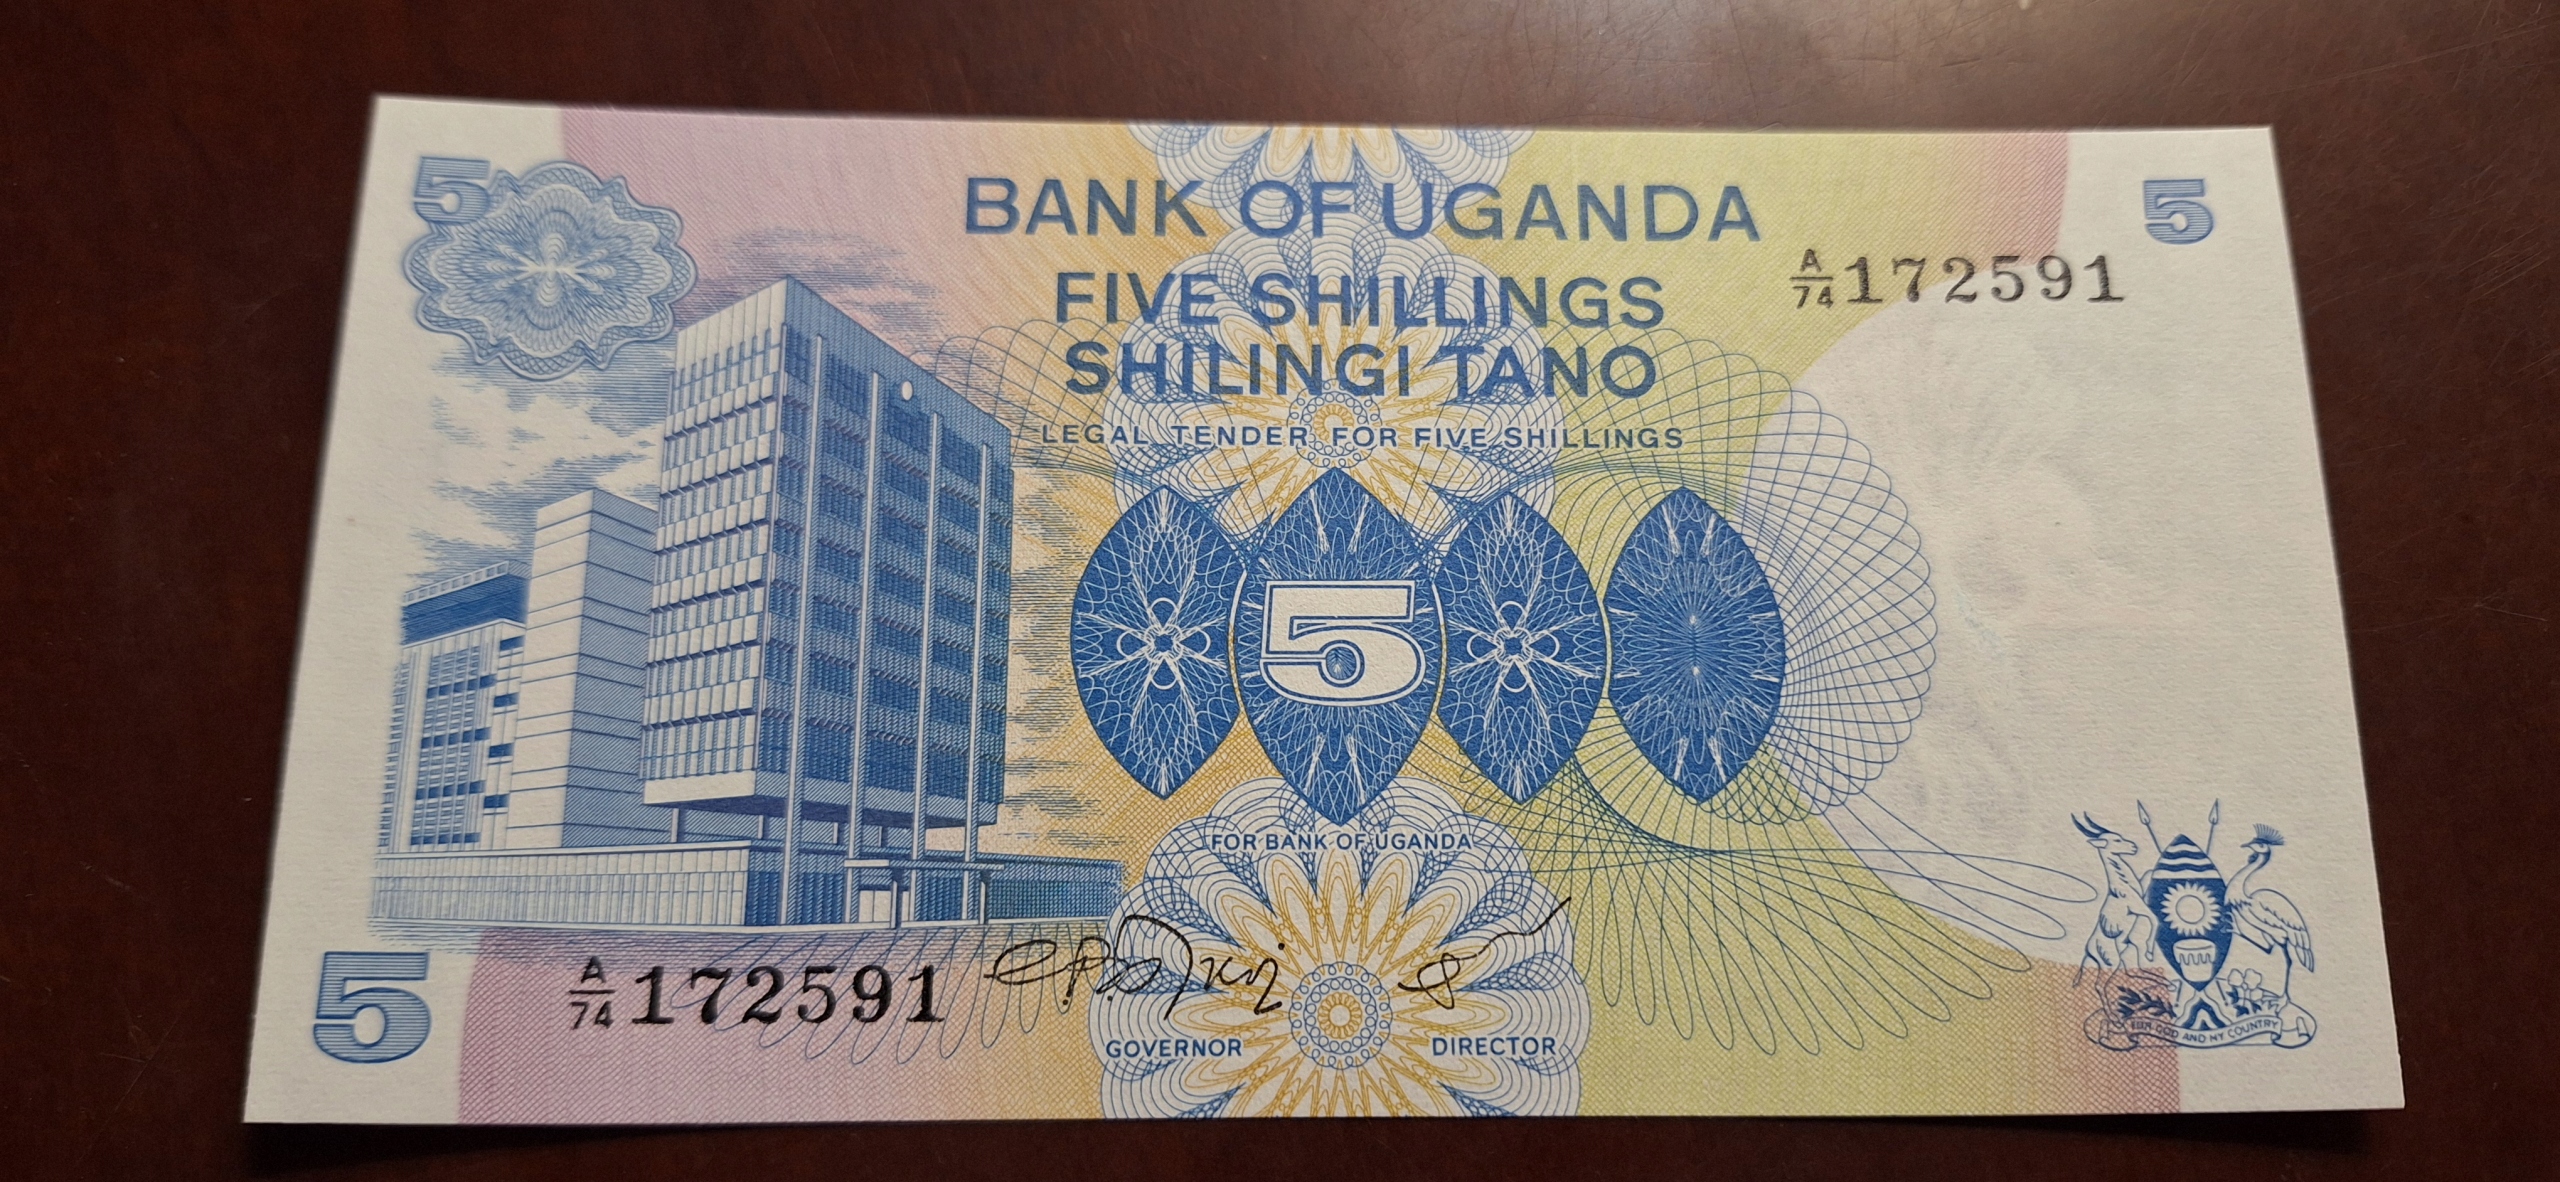 5
5
BANK OF UGANDA
A/74 172591
FIVE SHILLINGS
SHILINGI TANO
LEGAL TENDER FOR FIVE SHILLINGS
5
FOR BANK OF UGANDA
5
A/74 172591
GOVERNOR
DIRECTOR
FOR GOD AND MY COUNTRY